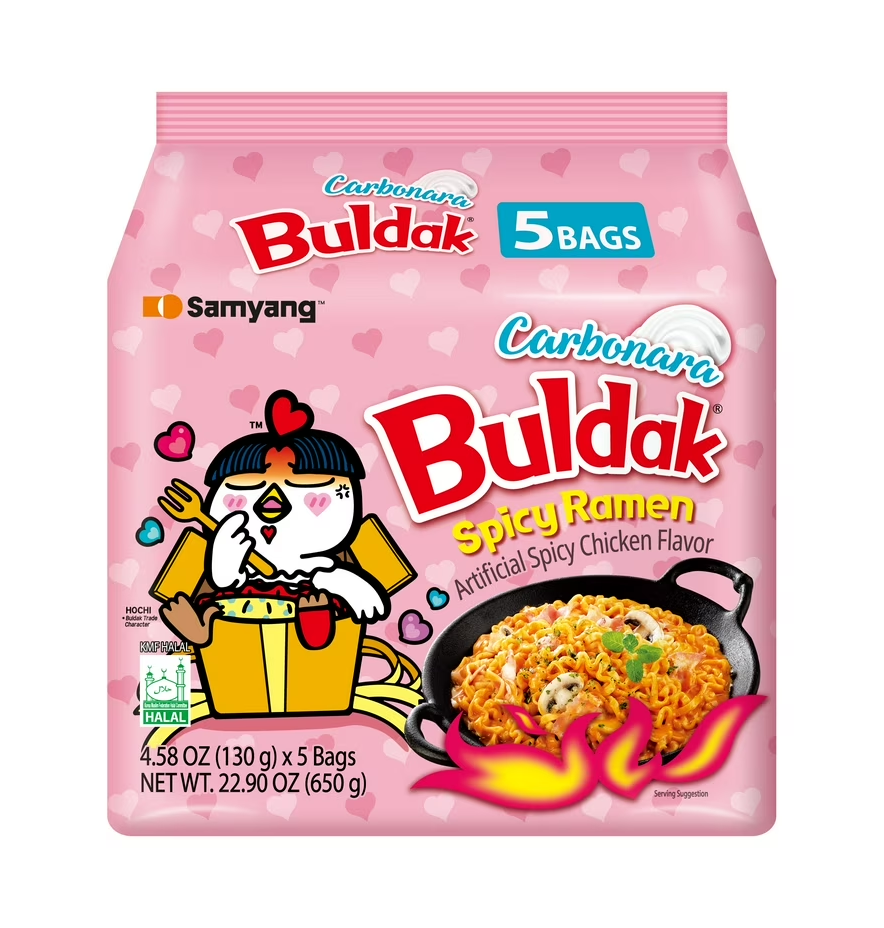 Carbonara
Buldak®
5 BAGS
Samyang™
Carbonara
Buldak®
Spicy Ramen
Artificial Spicy Chicken Flavor
TM
HOCHI
* Buldak Trade
Character
KMF HALAL
حلال
HALAL
4.58 OZ (130 g) x 5 Bags
NET WT. 22.90 OZ (650 g)
Serving Suggestion